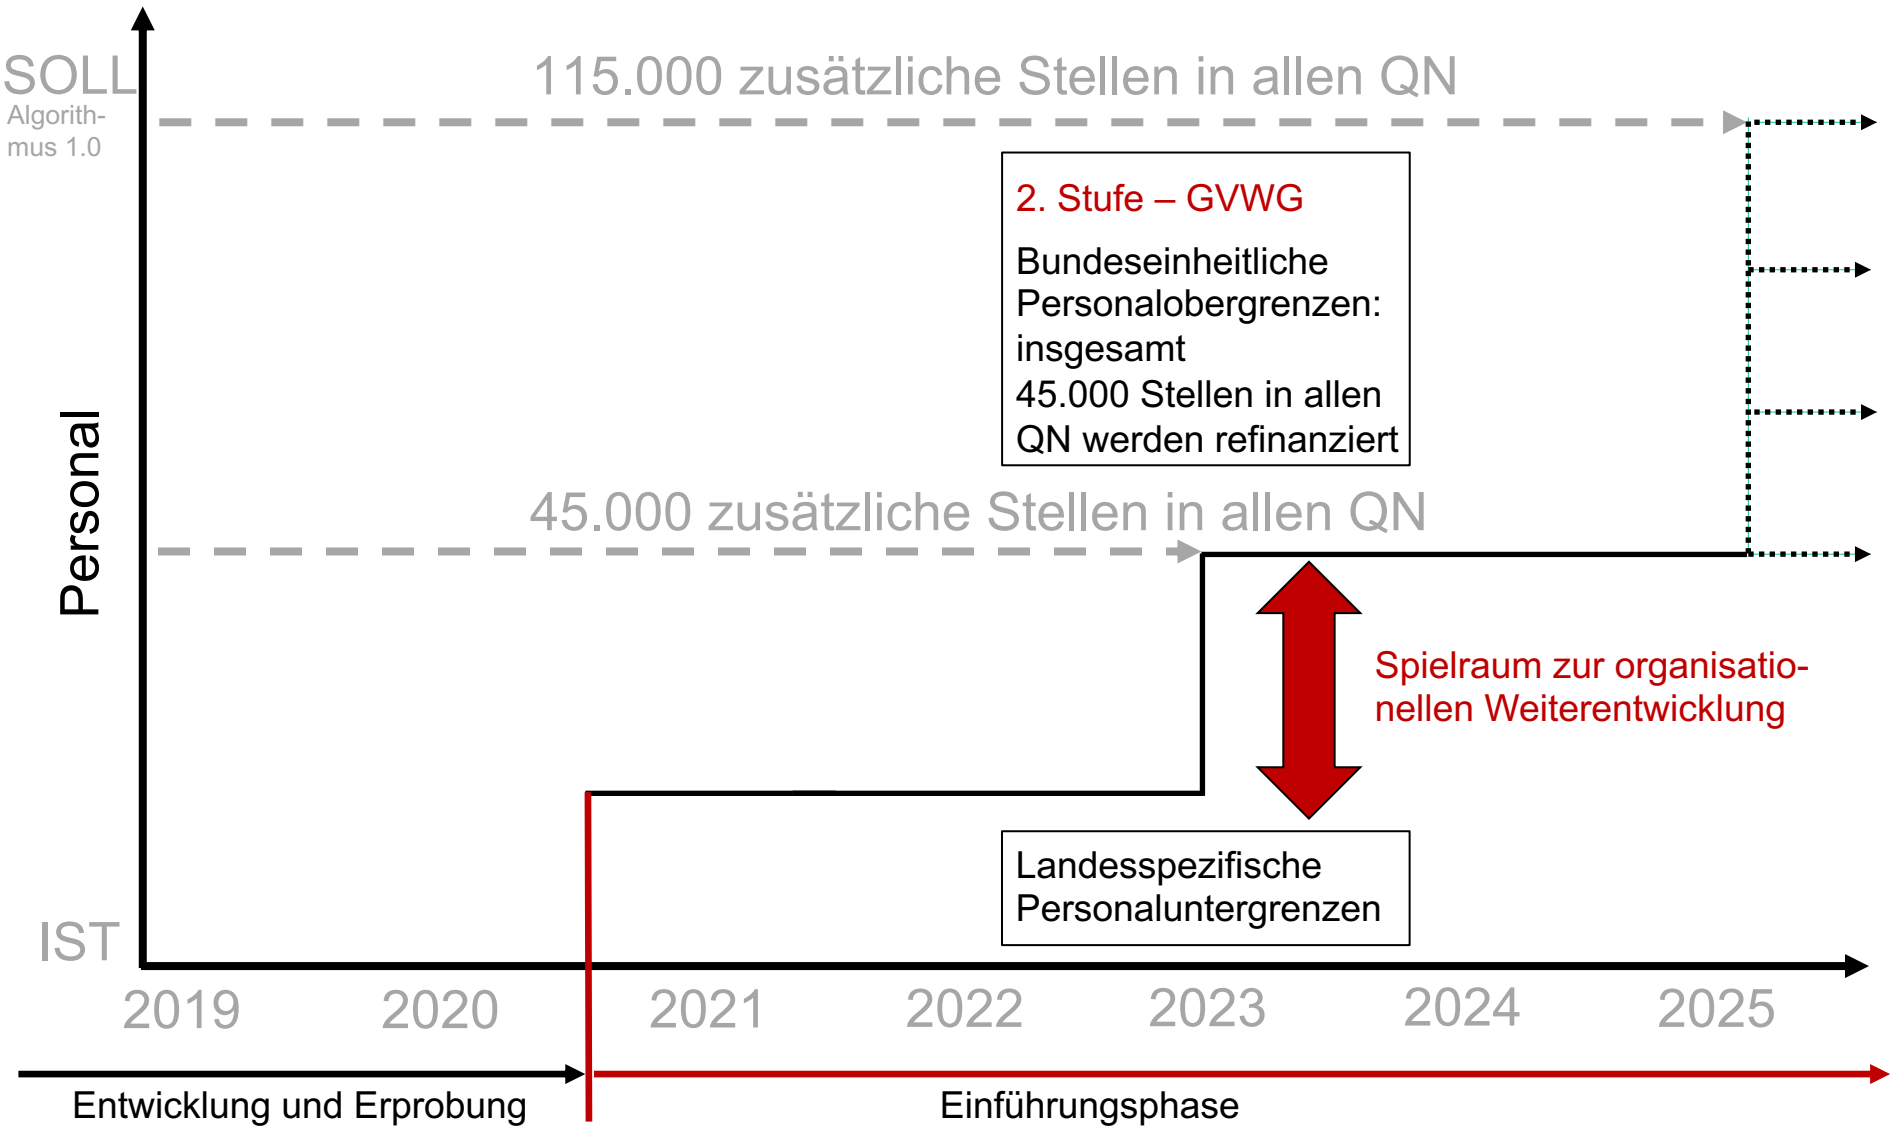 SOLL
Algorith-
mus 1.0
115.000 zusätzliche Stellen in allen QN
2. Stufe – GVWG
Bundeseinheitliche
Personalobergrenzen:
insgesamt
45.000 Stellen in allen
QN werden refinanziert
Personal
45.000 zusätzliche Stellen in allen QN
Spielraum zur organisatio-
nellen Weiterentwicklung
Landesspezifische
Personaluntergrenzen
IST
2019 2020 2021 2022 2023 2024 2025
Entwicklung und Erprobung
Einführungsphase